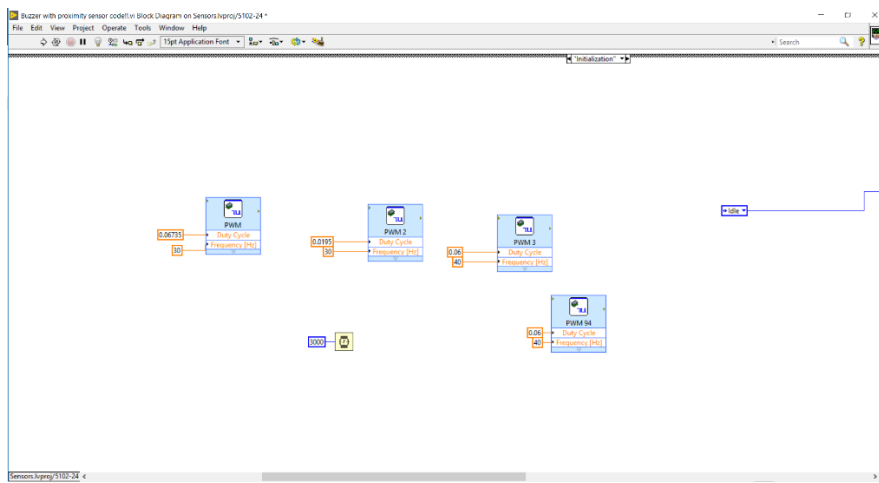 Buzzer with proximity sensor code!!.vi Block Diagram on Sensors.lvproj/5102-24 *
File Edit View Project Operate Tools Window Help
15pt Application Font
Search
"Initialization"
PWM
0.06735 Duty Cycle
30 Frequency [Hz]
PWM 2
0.0195 Duty Cycle
30 Frequency [Hz]
PWM 3
0.06 Duty Cycle
40 Frequency [Hz]
Idle
PWM 94
0.06 Duty Cycle
40 Frequency [Hz]
3000
Sensors.lvproj/5102-24